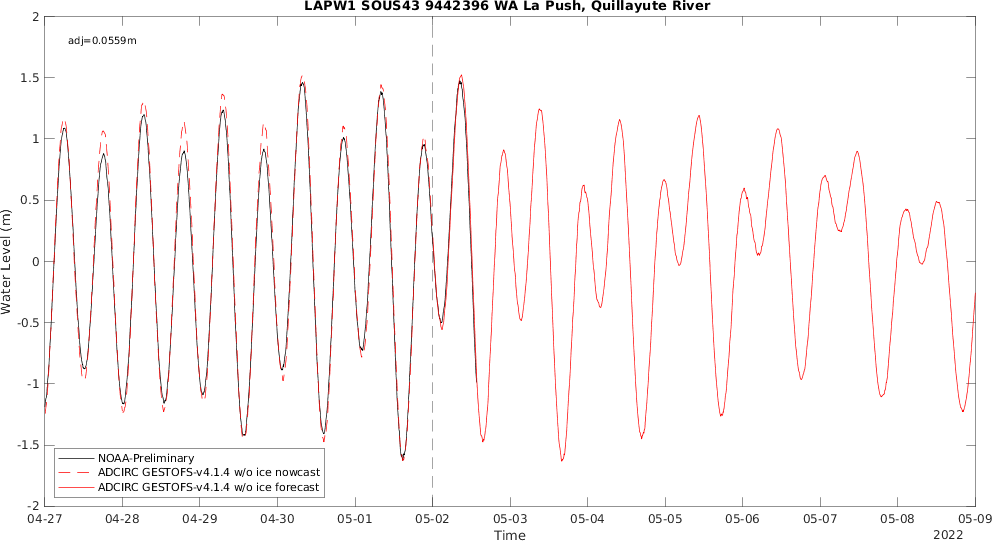 LAPW1 SOUS43 9442396 WA La Push, Quillayute River
2
adj=0.0559m
1.5
1
0.5
0
-0.5
-1
-1.5
-2
Water Level (m)
NOAA-Preliminary
ADCIRC GESTOFS-v4.1.4 w/o ice nowcast
ADCIRC GESTOFS-v4.1.4 w/o ice forecast
04-27 04-28 04-29 04-30 05-01 05-02 05-03 05-04 05-05 05-06 05-07 05-08 05-09
Time
2022